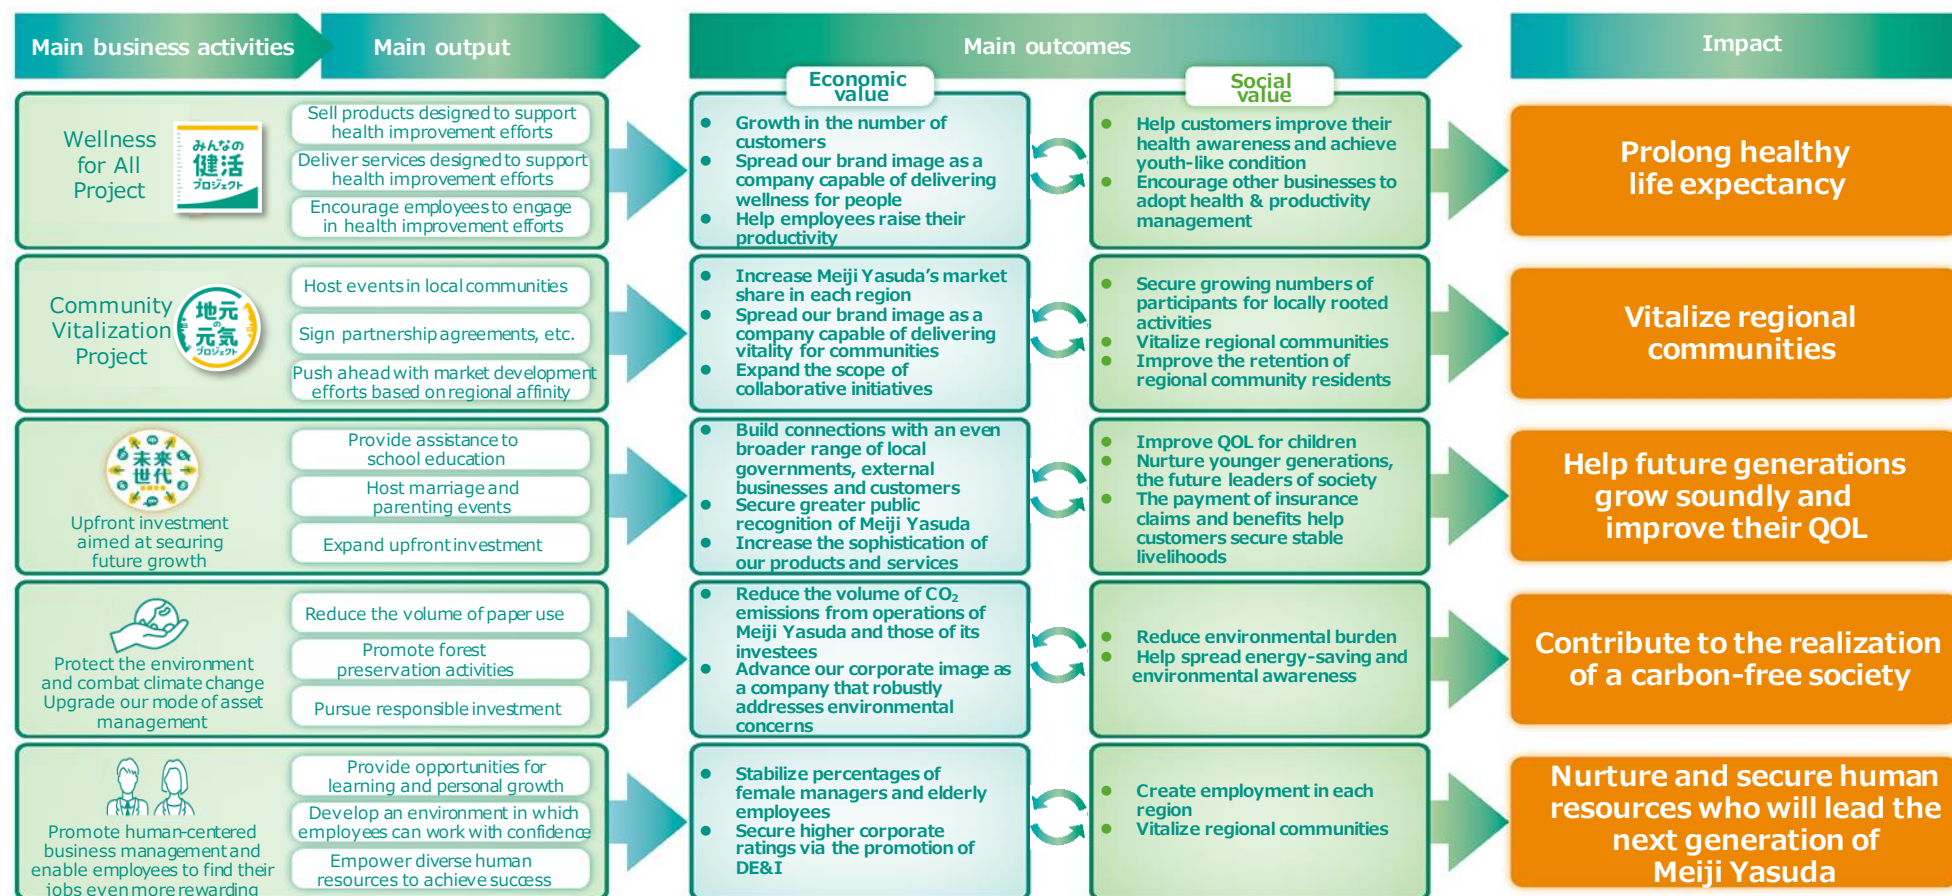 Main business activities
Main output
Main outcomes
Impact
Economic
value
Social
value
Wellness
for All
Project
みんなの
健活
プロジェクト
Sell products designed to support
health improvement efforts
Deliver services designed to support
health improvement efforts
Encourage employees to engage
in health improvement efforts
● Growth in the number of
customers
● Spread our brand image as a
company capable of delivering
wellness for people
● Help employees raise their
productivity
● Help customers improve their
health awareness and achieve
youth-like condition
● Encourage other businesses to
adopt health & productivity
management
Prolong healthy
life expectancy
Community
Vitalization
Project
地元
の
元気
プロジェクト
Host events in local communities
Sign partnership agreements, etc.
Push ahead with market development
efforts based on regional affinity
● Increase Meiji Yasuda's market
share in each region
● Spread our brand image as a
company capable of delivering
vitality for communities
● Expand the scope of
collaborative initiatives
● Secure growing numbers of
participants for locally rooted
activities
● Vitalize regional communities
● Improve the retention of
regional community residents
Vitalize regional
communities
未来
世代
Upfront investment
aimed at securing
future growth
Provide assistance to
school education
Host marriage and
parenting events
Expand upfront investment
● Build connections with an even
broader range of local
governments, external
businesses and customers
● Secure greater public
recognition of Meiji Yasuda
● Increase the sophistication of
our products and services
● Improve QOL for children
● Nurture younger generations,
the future leaders of society
● The payment of insurance
claims and benefits help
customers secure stable
livelihoods
Help future generations
grow soundly and
improve their QOL
Protect the environment
and combat climate change
Upgrade our mode of asset
management
Reduce the volume of paper use
Promote forest
preservation activities
Pursue responsible investment
● Reduce the volume of CO₂
emissions from operations of
Meiji Yasuda and those of its
investees
● Advance our corporate image as
a company that robustly
addresses environmental
concerns
● Reduce environmental burden
● Help spread energy-saving and
environmental awareness
Contribute to the realization
of a carbon-free society
Promote human-centered
business management and
enable employees to find their
jobs even more rewarding
Provide opportunities for
learning and personal growth
Develop an environment in which
employees can work with confidence
Empower diverse human
resources to achieve success
● Stabilize percentages of
female managers and elderly
employees
● Secure higher corporate
ratings via the promotion of
DE&I
● Create employment in each
region
● Vitalize regional communities
Nurture and secure human
resources who will lead the
next generation of
Meiji Yasuda